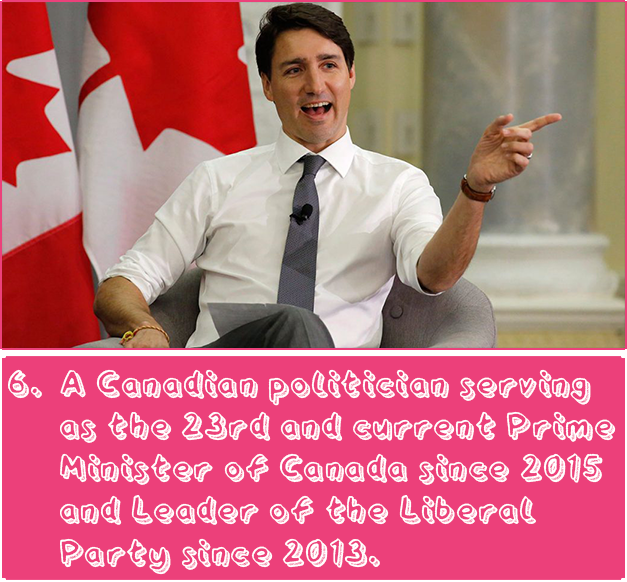 6. A Canadian politician serving
as the 23rd and current Prime
Minister of Canada since 2015
and Leader of the Liberal
Party since 2013.